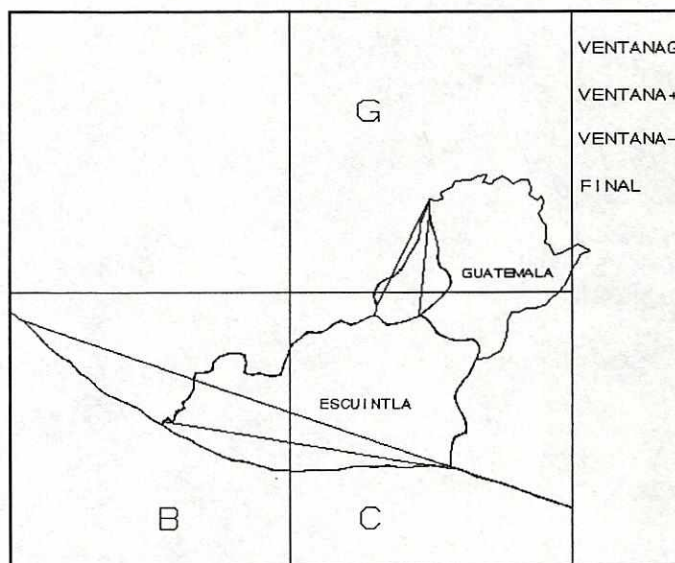 VENTANAG
VENTANA+
VENTANA-
FINAL
G
GUATEMALA
ESCUINTLA
B
C